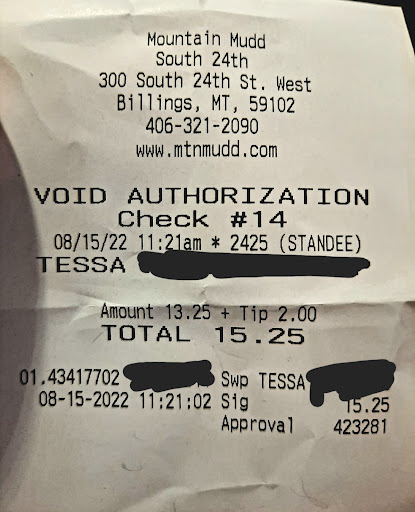 Mountain Mudd
South 24th
300 South 24th St. West
Billings, MT, 59102
406-321-2090
www.mtnmudd.com
VOID AUTHORIZATION
Check #14
08/15/22 11:21am * 2425 (STANDEE)
TESSA
Amount 13.25 + Tip 2.00
TOTAL 15.25
01.43417702 Swp TESSA
08-15-2022 11:21:02 Sig 15.25
Approval 423281